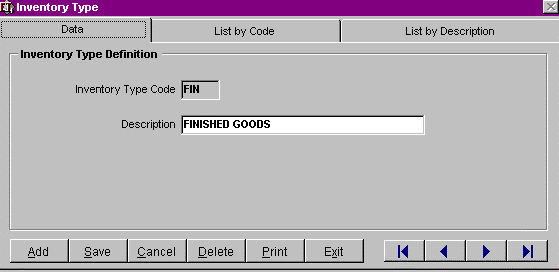 Inventory Type
Data List by Code List by Description
Inventory Type Definition
Inventory Type Code FIN
Description FINISHED GOODS
Add Save Cancel Delete Print Exit